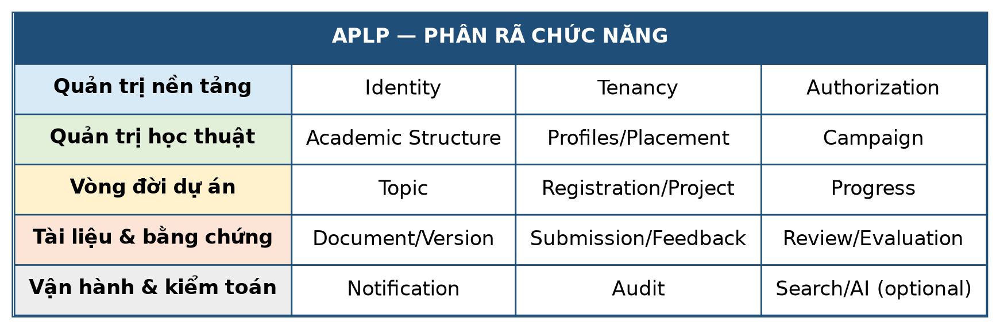 APLP — PHÂN RÃ CHỨC NĂNG
Quản trị nền tảng Identity Tenancy Authorization
Quản trị học thuật Academic Structure Profiles/Placement Campaign
Vòng đời dự án Topic Registration/Project Progress
Tài liệu & bằng chứng Document/Version Submission/Feedback Review/Evaluation
Vận hành & kiểm toán Notification Audit Search/AI (optional)